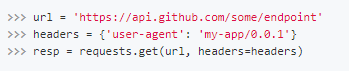 >>> url = 'https://api.github.com/some/endpoint'
>>> headers = {'user-agent': 'my-app/0.0.1'}
>>> resp = requests.get(url, headers=headers)